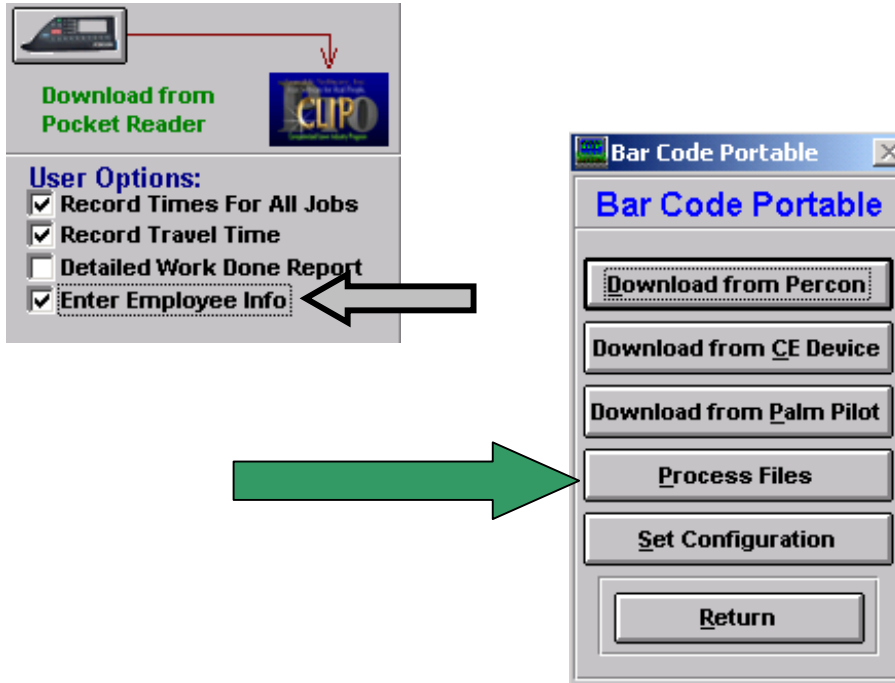 Download from
Pocket Reader
CLIP
User Options:
Record Times For All Jobs
Record Travel Time
Detailed Work Done Report
Enter Employee Info
Bar Code Portable
Bar Code Portable
Download from Percon
Download from CE Device
Download from Palm Pilot
Process Files
Set Configuration
Return